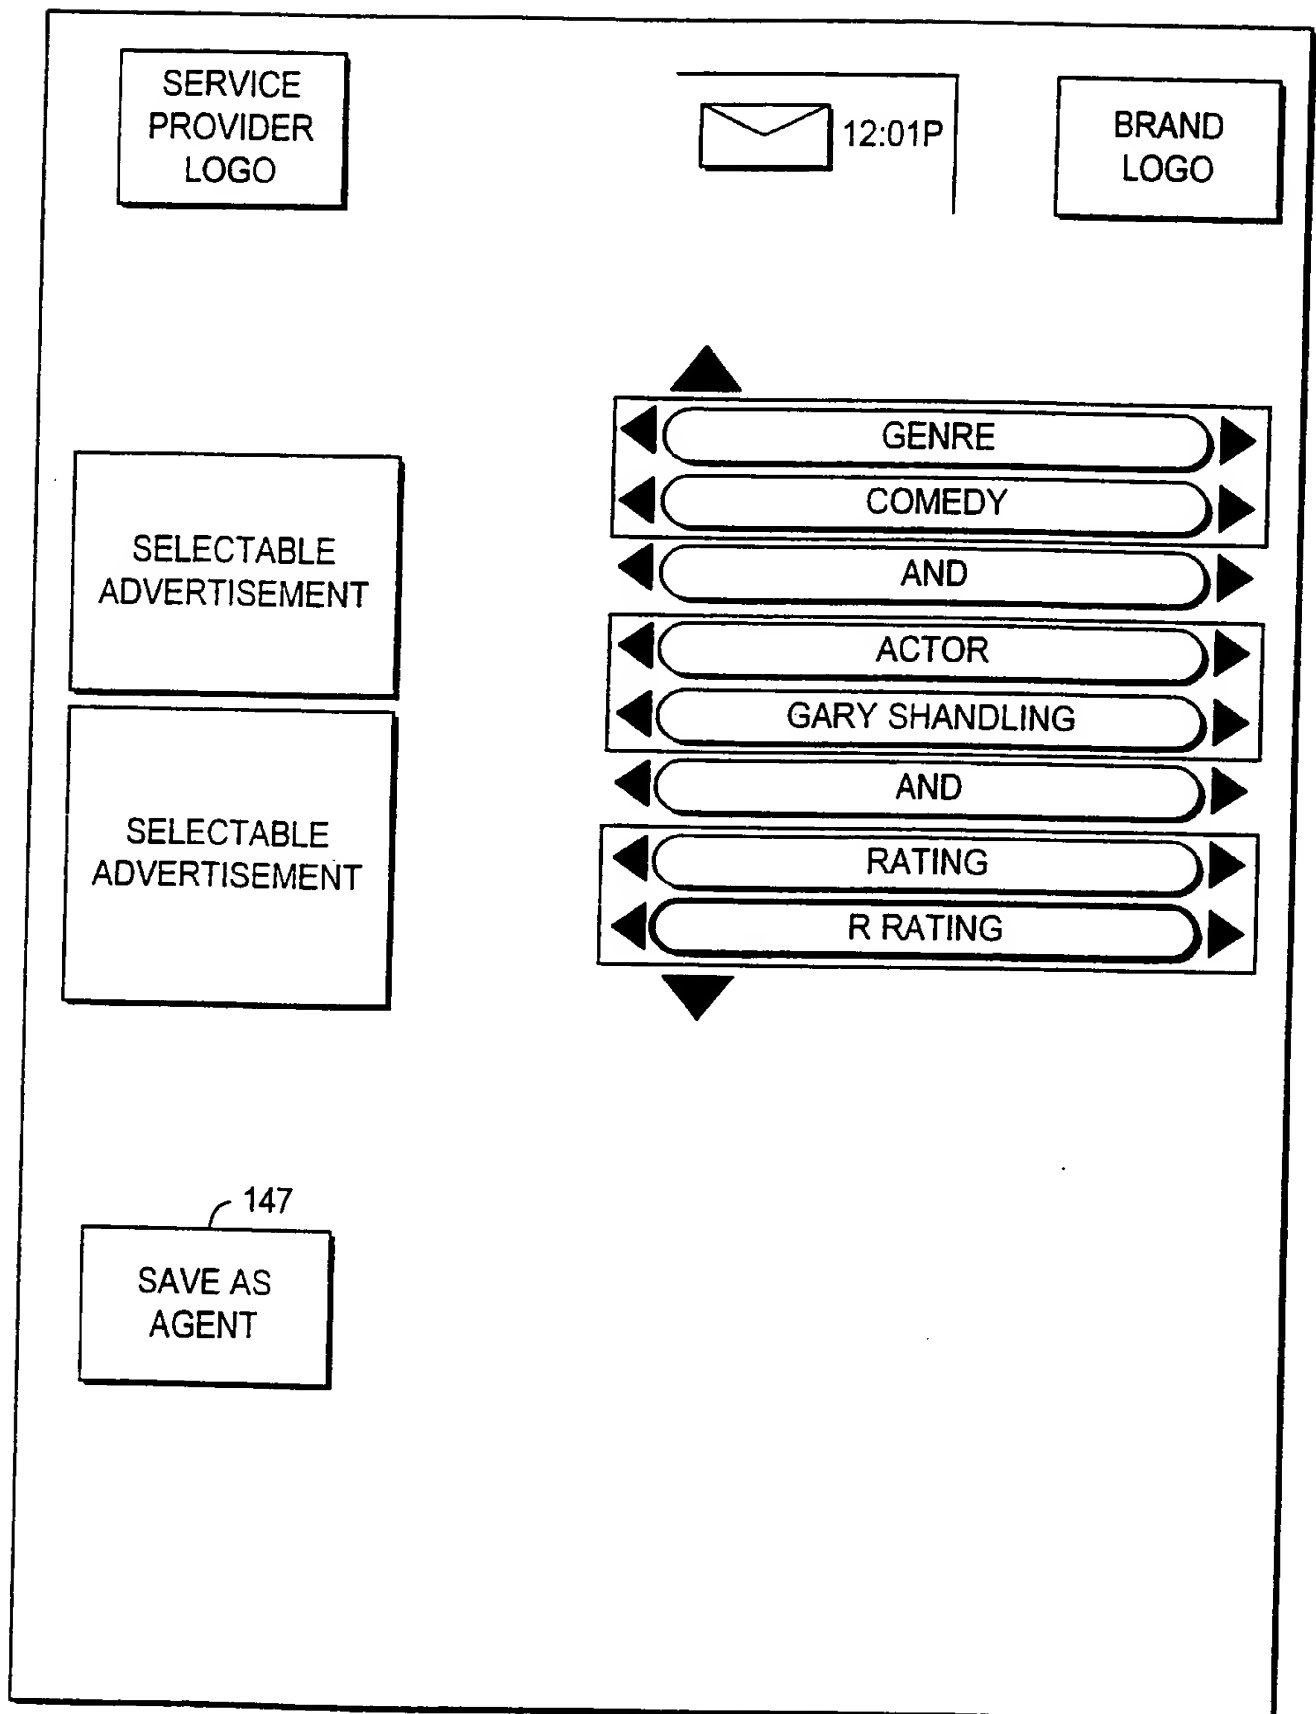 SERVICE
PROVIDER
LOGO
12:01P
BRAND
LOGO
GENRE
COMEDY
AND
ACTOR
GARY SHANDLING
AND
RATING
R RATING
SELECTABLE
ADVERTISEMENT
SELECTABLE
ADVERTISEMENT
147
SAVE AS
AGENT